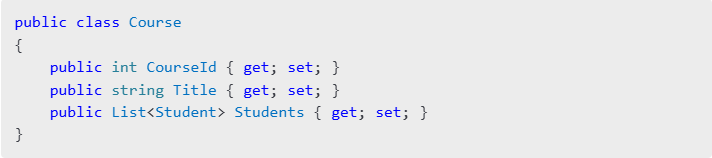 public class Course
{
    public int CourseId { get; set; }
    public string Title { get; set; }
    public List<Student> Students { get; set; }
}